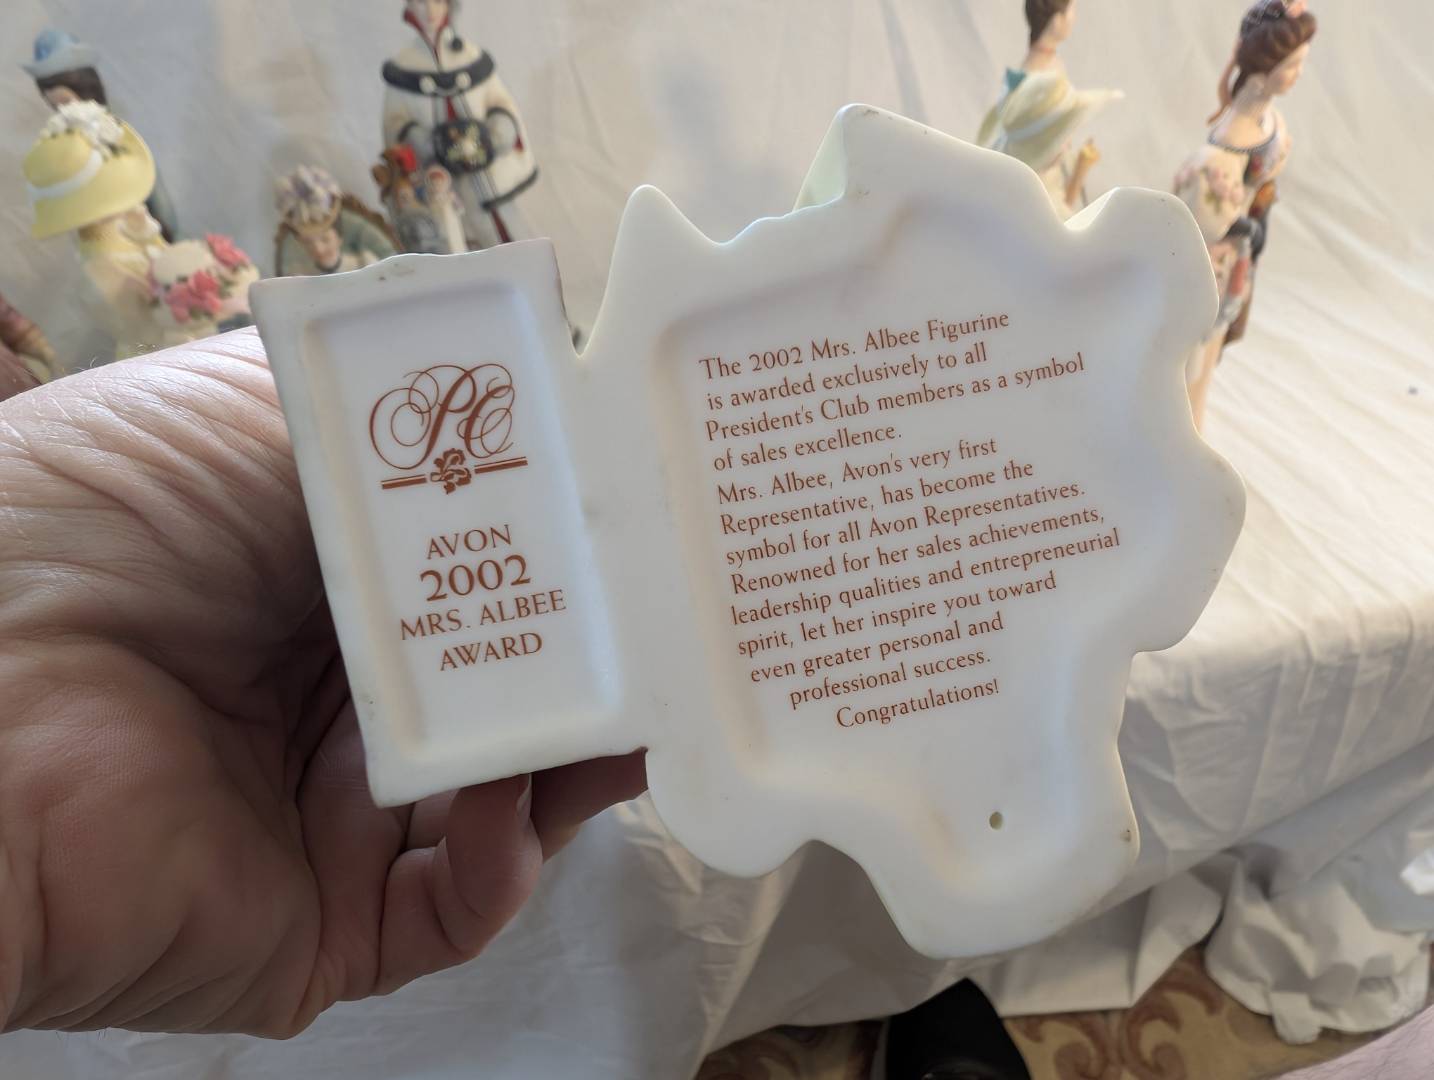 PC
AVON
2002
MRS. ALBEE
AWARD
The 2002 Mrs. Albee Figurine
is awarded exclusively to all
President's Club members as a symbol
of sales excellence.
Mrs. Albee, Avon's very first
Representative, has become the
symbol for all Avon Representatives.
Renowned for her sales achievements,
leadership qualities and entrepreneurial
spirit, let her inspire you toward
even greater personal and
professional success.
Congratulations!